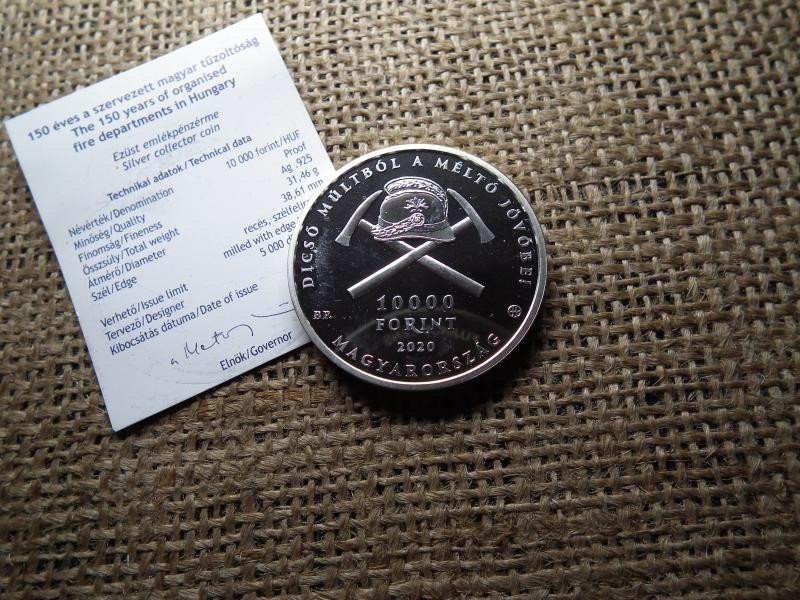 150 éves a szervezett magyar tűzoltóság
The 150 years of organised
fire departments in Hungary
Ezüst emlékpénzérme
Silver collector coin
Technikai adatok/Technical data
Névérték/Denomination 10 000 forint/HUF
Minőség/Quality Proof
Finomság/Fineness Ag .925
Összsúly/Total weight 31,46 g
Átmérő/Diameter 38,61 mm
Szél/Edge recés, szélfelirat
milled with edge
Verhető/Issue limit 5 000
Tervező/Designer
Kibocsátás dátuma/Date of issue
Elnök/Governor
DICSŐ MÚLTBÓL A MÉLTÓ JÖVŐBE!
BP.
10000
FORINT
2020
MAGYARORSZÁG